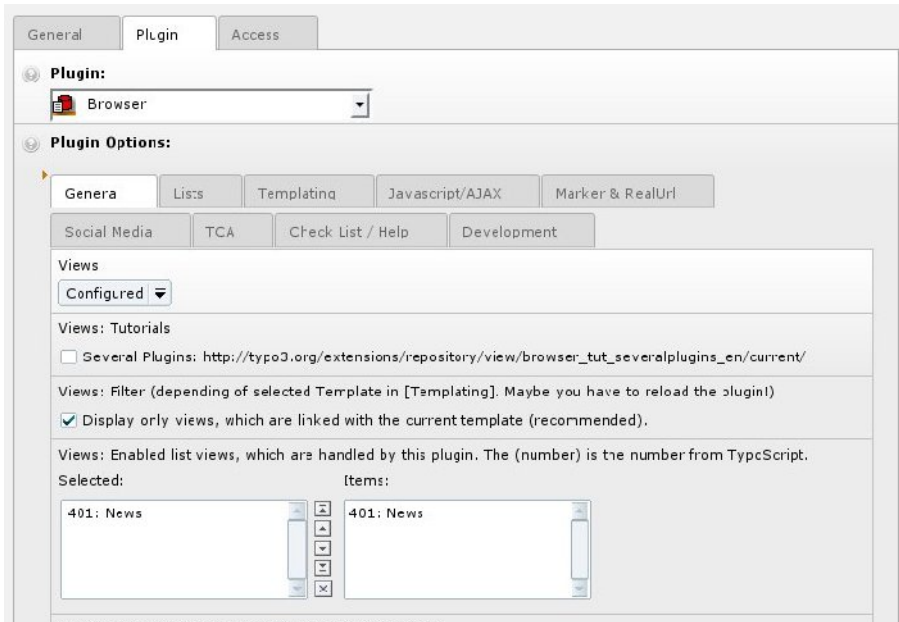 General Plugin Access
Plugin:
Browser
Plugin Options:
Genera Lists Templating Javascript/AJAX Marker & RealUrl
Social Media TCA Check List / Help Development
Views
Configured
Views: Tutorials
Several Plugins: http://typo3.org/extensions/repository/view/browser_tut_severalplugins_en/current/
Views: Filter (depending of selected Template in [Templating]. Maybe you have to reload the plugin!)
Display only views, which are linked with the current template (recommended).
Views: Enabled list views, which are handled by this plugin. The (number) is the number from TypoScript.
Selected: Items:
401: News 401: News